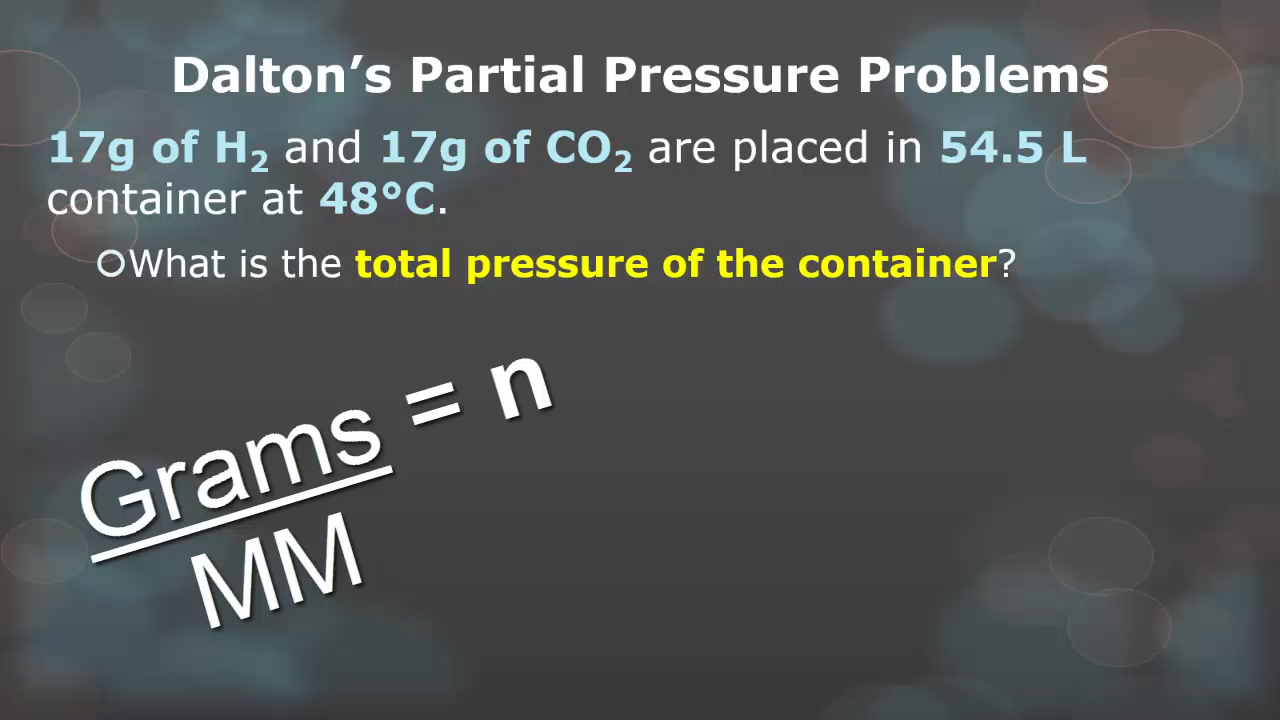 Dalton’s Partial Pressure Problems
17g of H₂ and 17g of CO₂ are placed in 54.5 L
container at 48°C.
What is the total pressure of the container?
Grams = n
MM